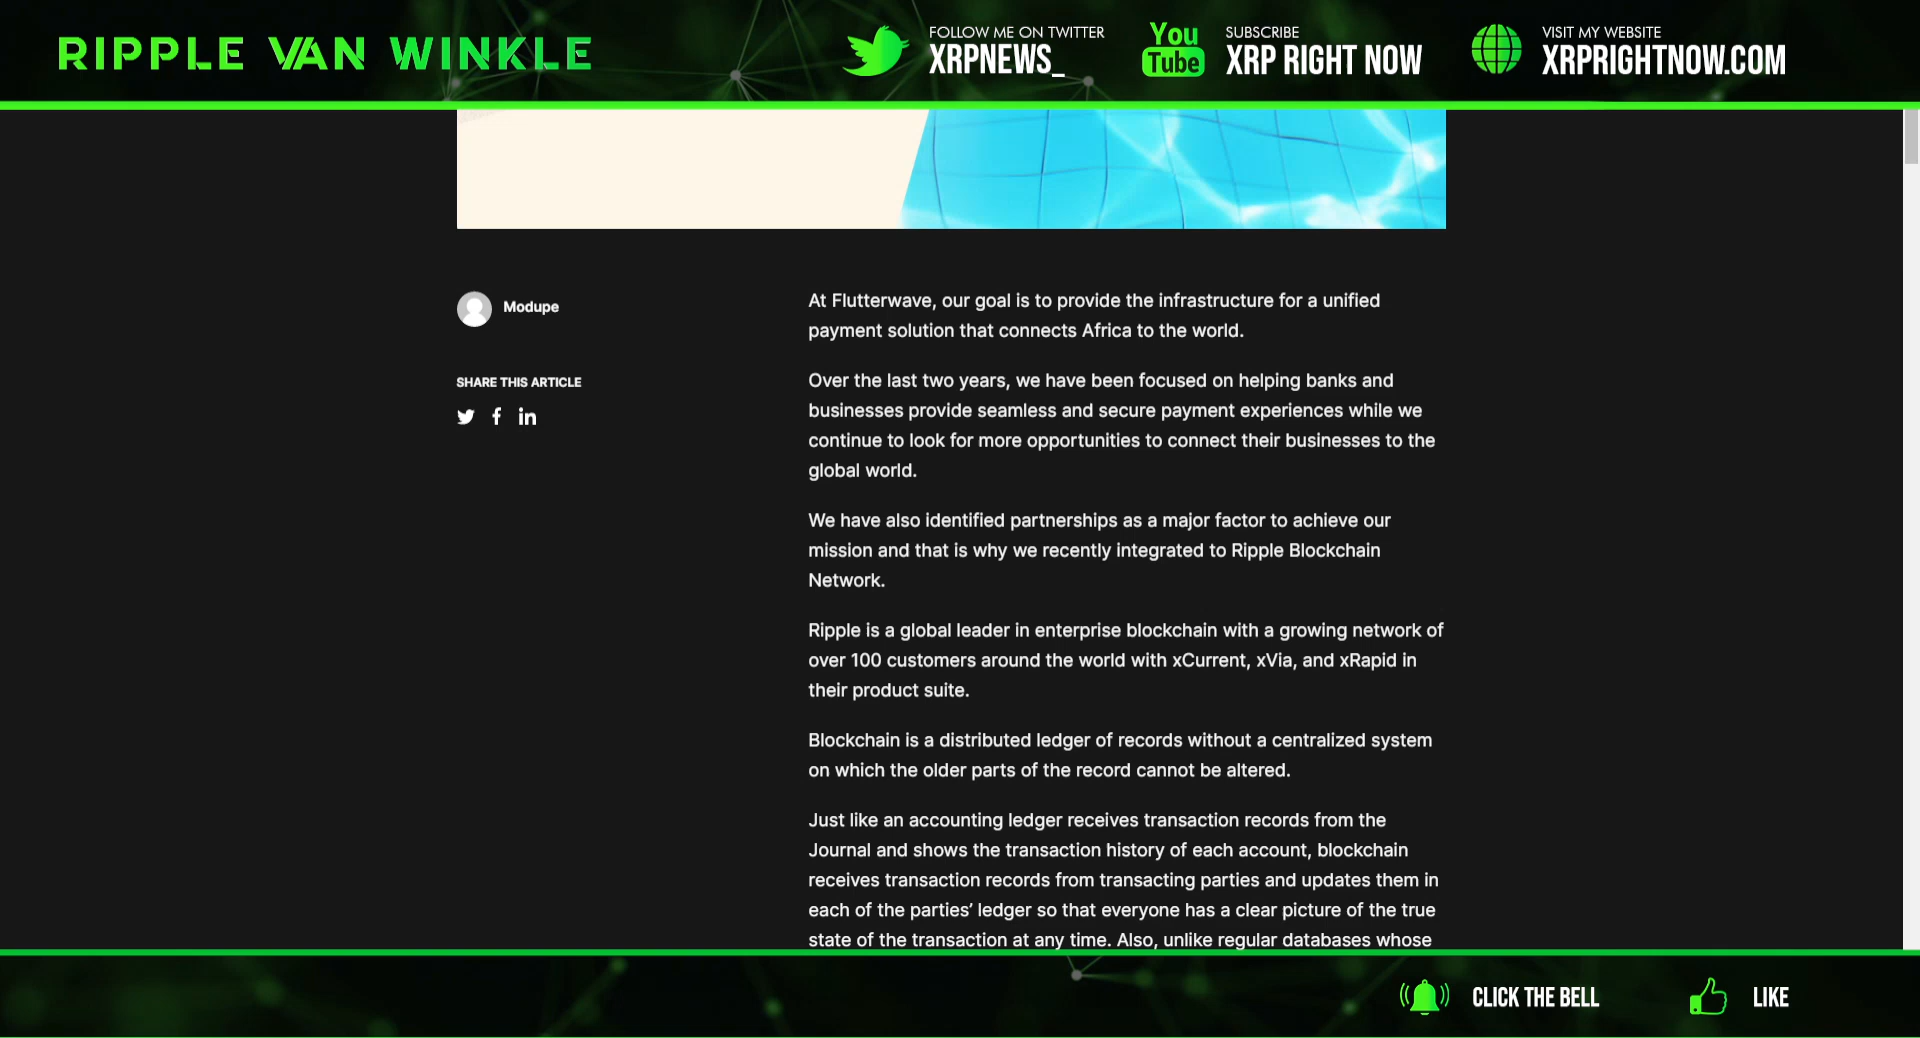 RIPPLE VAN WINKLE
FOLLOW ME ON TWITTER
XRPNEWS_
You
Tube
SUBSCRIBE
XRP RIGHT NOW
VISIT MY WEBSITE
XRPRIGHTNOW.COM
Modupe
SHARE THIS ARTICLE
At Flutterwave, our goal is to provide the infrastructure for a unified
payment solution that connects Africa to the world.
Over the last two years, we have been focused on helping banks and
businesses provide seamless and secure payment experiences while we
continue to look for more opportunities to connect their businesses to the
global world.
We have also identified partnerships as a major factor to achieve our
mission and that is why we recently integrated to Ripple Blockchain
Network.
Ripple is a global leader in enterprise blockchain with a growing network of
over 100 customers around the world with xCurrent, xVia, and xRapid in
their product suite.
Blockchain is a distributed ledger of records without a centralized system
on which the older parts of the record cannot be altered.
Just like an accounting ledger receives transaction records from the
Journal and shows the transaction history of each account, blockchain
receives transaction records from transacting parties and updates them in
each of the parties’ ledger so that everyone has a clear picture of the true
state of the transaction at any time. Also, unlike regular databases whose
CLICK THE BELL
LIKE